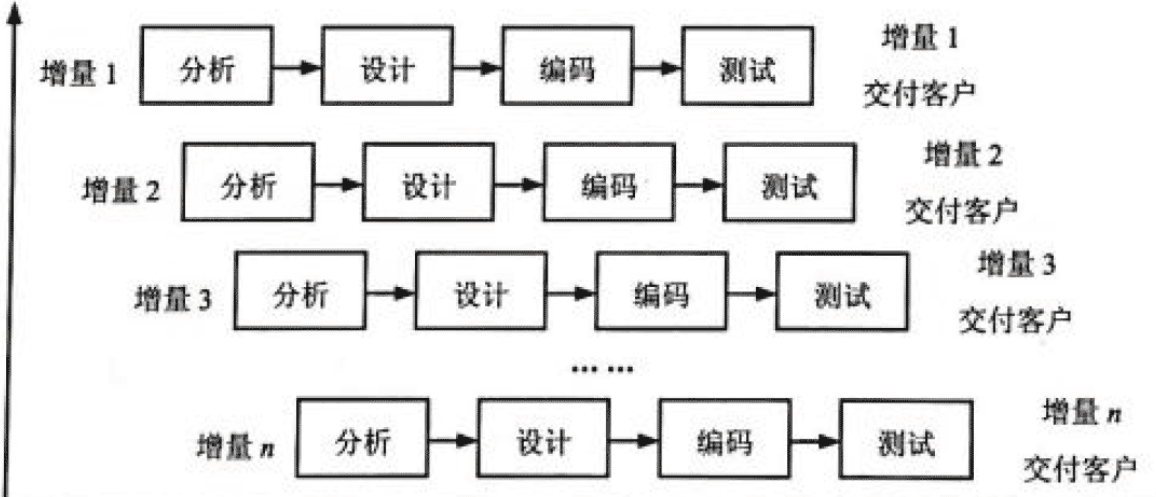 增量 1 分析 设计 编码 测试 增量 1
交付客户
增量 2 分析 设计 编码 测试 增量 2
交付客户
增量 3 分析 设计 编码 测试 增量 3
交付客户
……
增量 n 分析 设计 编码 测试 增量 n
交付客户